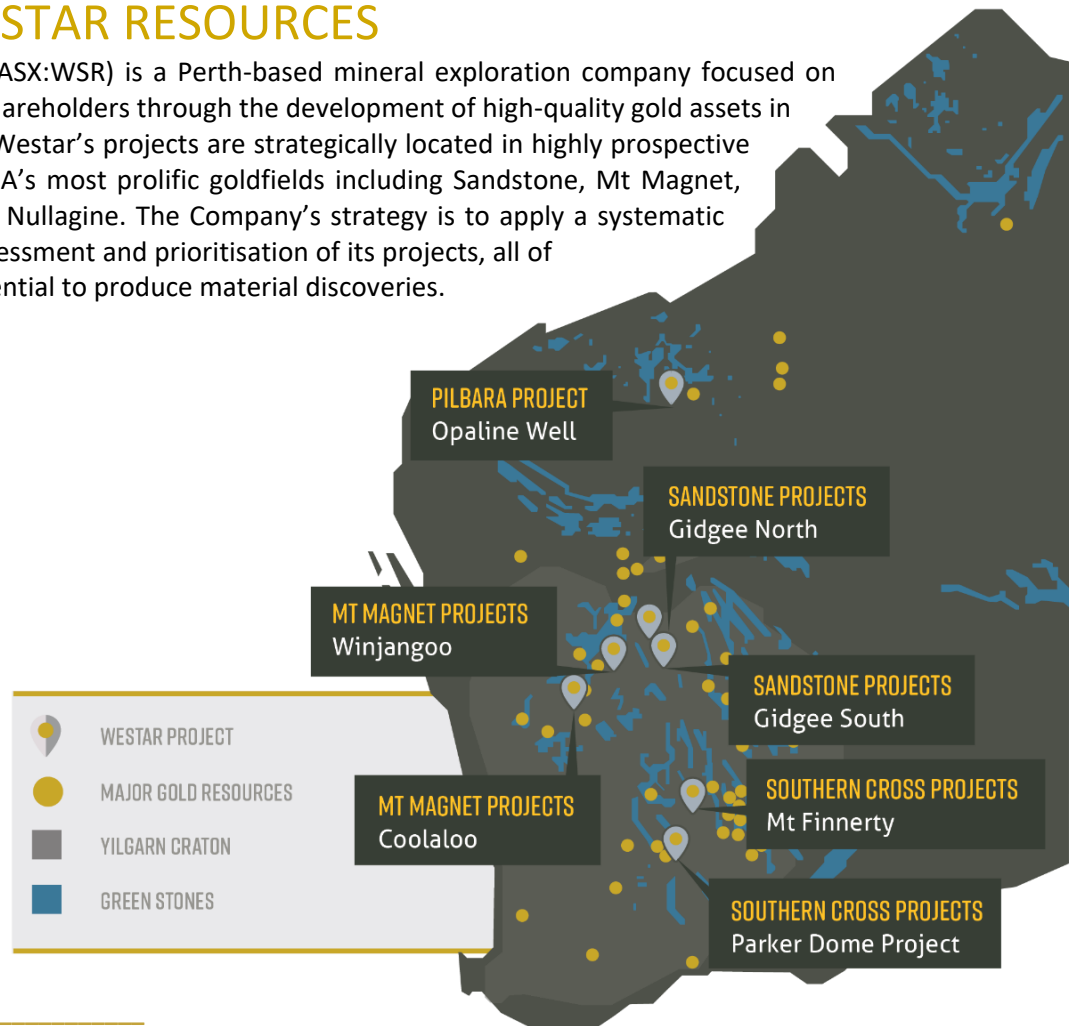 STAR RESOURCES
ASX:WSR) is a Perth-based mineral exploration company focused on
areholders through the development of high-quality gold assets in
Westar’s projects are strategically located in highly prospective
A’s most prolific goldfields including Sandstone, Mt Magnet,
Nullagine. The Company’s strategy is to apply a systematic
essment and prioritisation of its projects, all of
ential to produce material discoveries.
PILBARA PROJECT
Opaline Well
SANDSTONE PROJECTS
Gidgee North
MT MAGNET PROJECTS
Winjangoo
SANDSTONE PROJECTS
Gidgee South
WESTAR PROJECT
MAJOR GOLD RESOURCES
YILGARN CRATON
GREEN STONES
MT MAGNET PROJECTS
Coolaloo
SOUTHERN CROSS PROJECTS
Mt Finnerty
SOUTHERN CROSS PROJECTS
Parker Dome Project